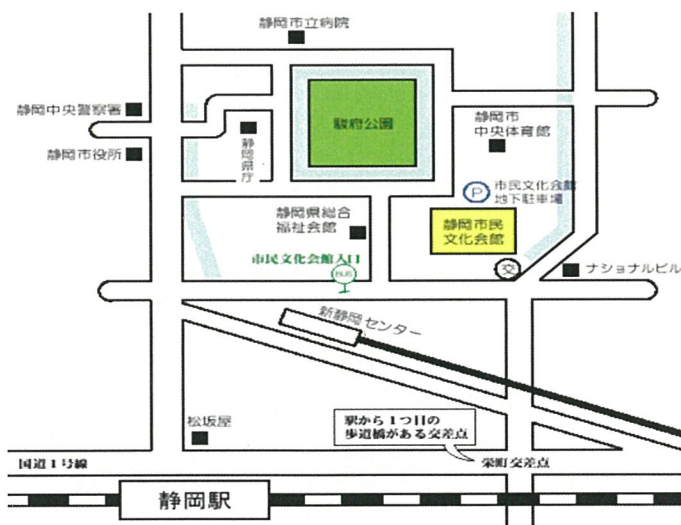 静岡市立病院
静岡中央警察署
駿府公園
静岡市
中央体育館
静岡市役所
静岡県庁
P
市民文化会館
地下駐車場
静岡県総合
福祉会館
静岡市民
文化会館
市民文化会館入口
BUS
交
ナショナルビル
新静岡センター
松坂屋
駅から1つ目の
歩道橋がある交差点
国道1号線
栄町交差点
静岡駅